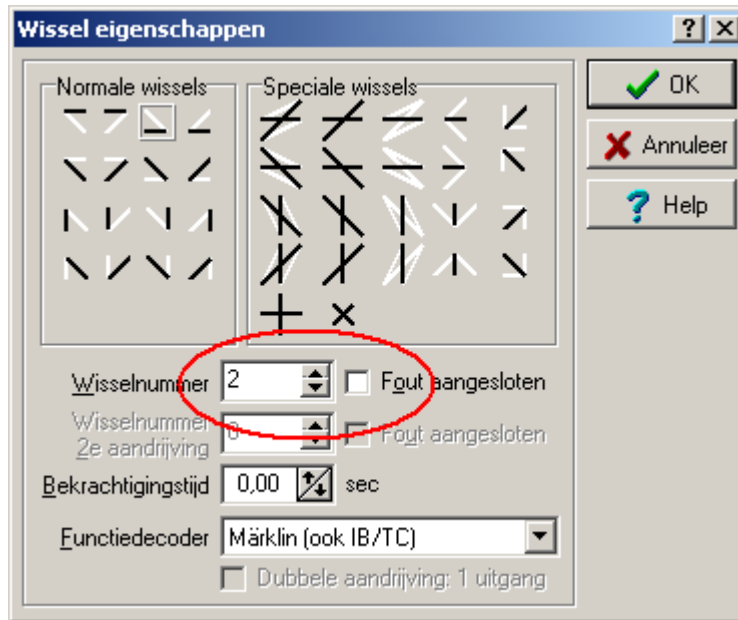 Wissel eigenschappen
Normale wissels
Speciale wissels
OK
Annuleer
Help
Wisselnummer 2 Fout aangesloten
Wisselnummer
2e aandrijving 0 Fout aangesloten
Bekrachtigingstijd 0,00 sec
Functiedecoder Märklin (ook IB/TC)
Dubbele aandrijving: 1 uitgang